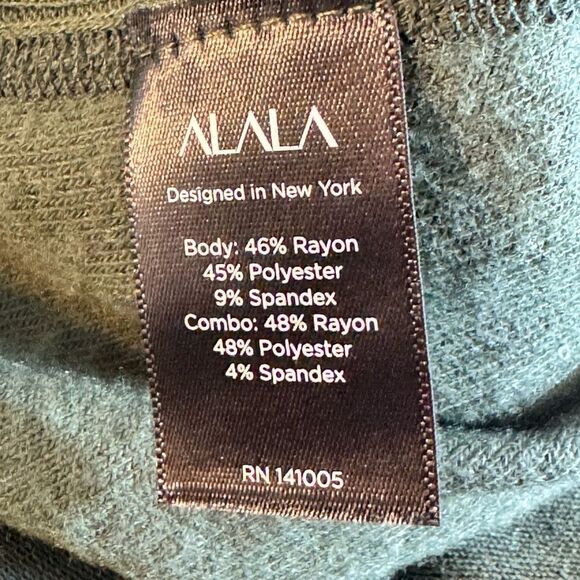 ALALA
Designed in New York
Body: 46% Rayon
45% Polyester
9% Spandex
Combo: 48% Rayon
48% Polyester
4% Spandex
RN 141005